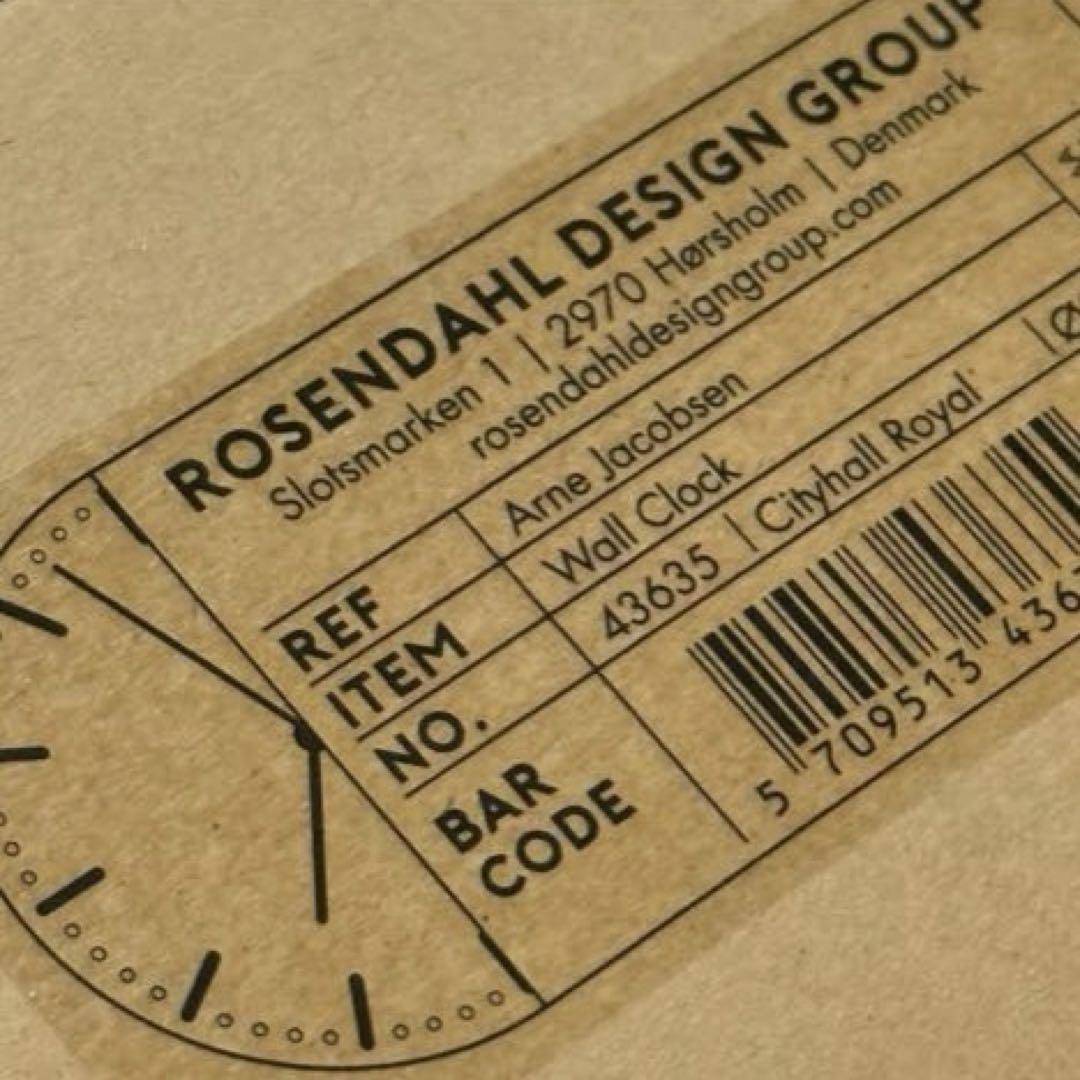 ROSENDAHL DESIGN GROUP
Slotsmarken 1 | 2970 Hørsholm | Denmark
rosendahldesigngroup.com
REF Arne Jacobsen
ITEM Wall Clock
NO. 43635 | Cityhall Royal | Ø
BAR
CODE
5 709513 436